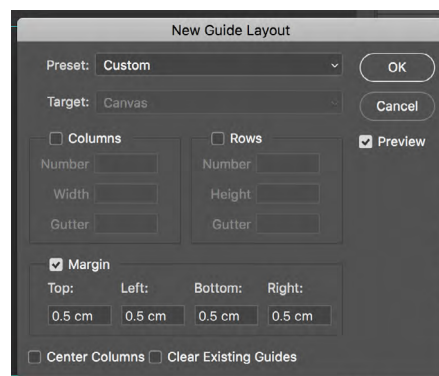 New Guide Layout
Preset: Custom
OK
Target: Canvas
Cancel
Columns
Rows
Preview
Number
Number
Width
Height
Gutter
Gutter
Margin
Top: Left: Bottom: Right:
0.5 cm 0.5 cm 0.5 cm 0.5 cm
Center Columns Clear Existing Guides